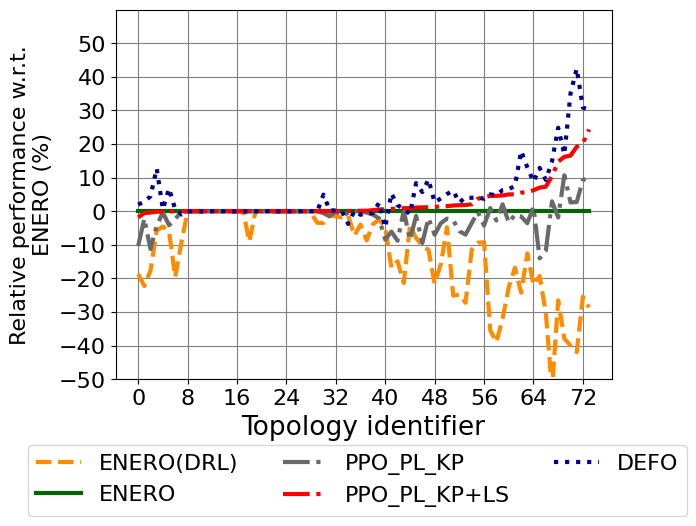 Relative performance w.r.t.
ENERO (%)
50
40
30
20
10
0
−10
−20
−30
−40
−50
0 8 16 24 32 40 48 56 64 72
Topology identifier
ENERO(DRL) PPO_PL_KP DEFO
ENERO PPO_PL_KP+LS